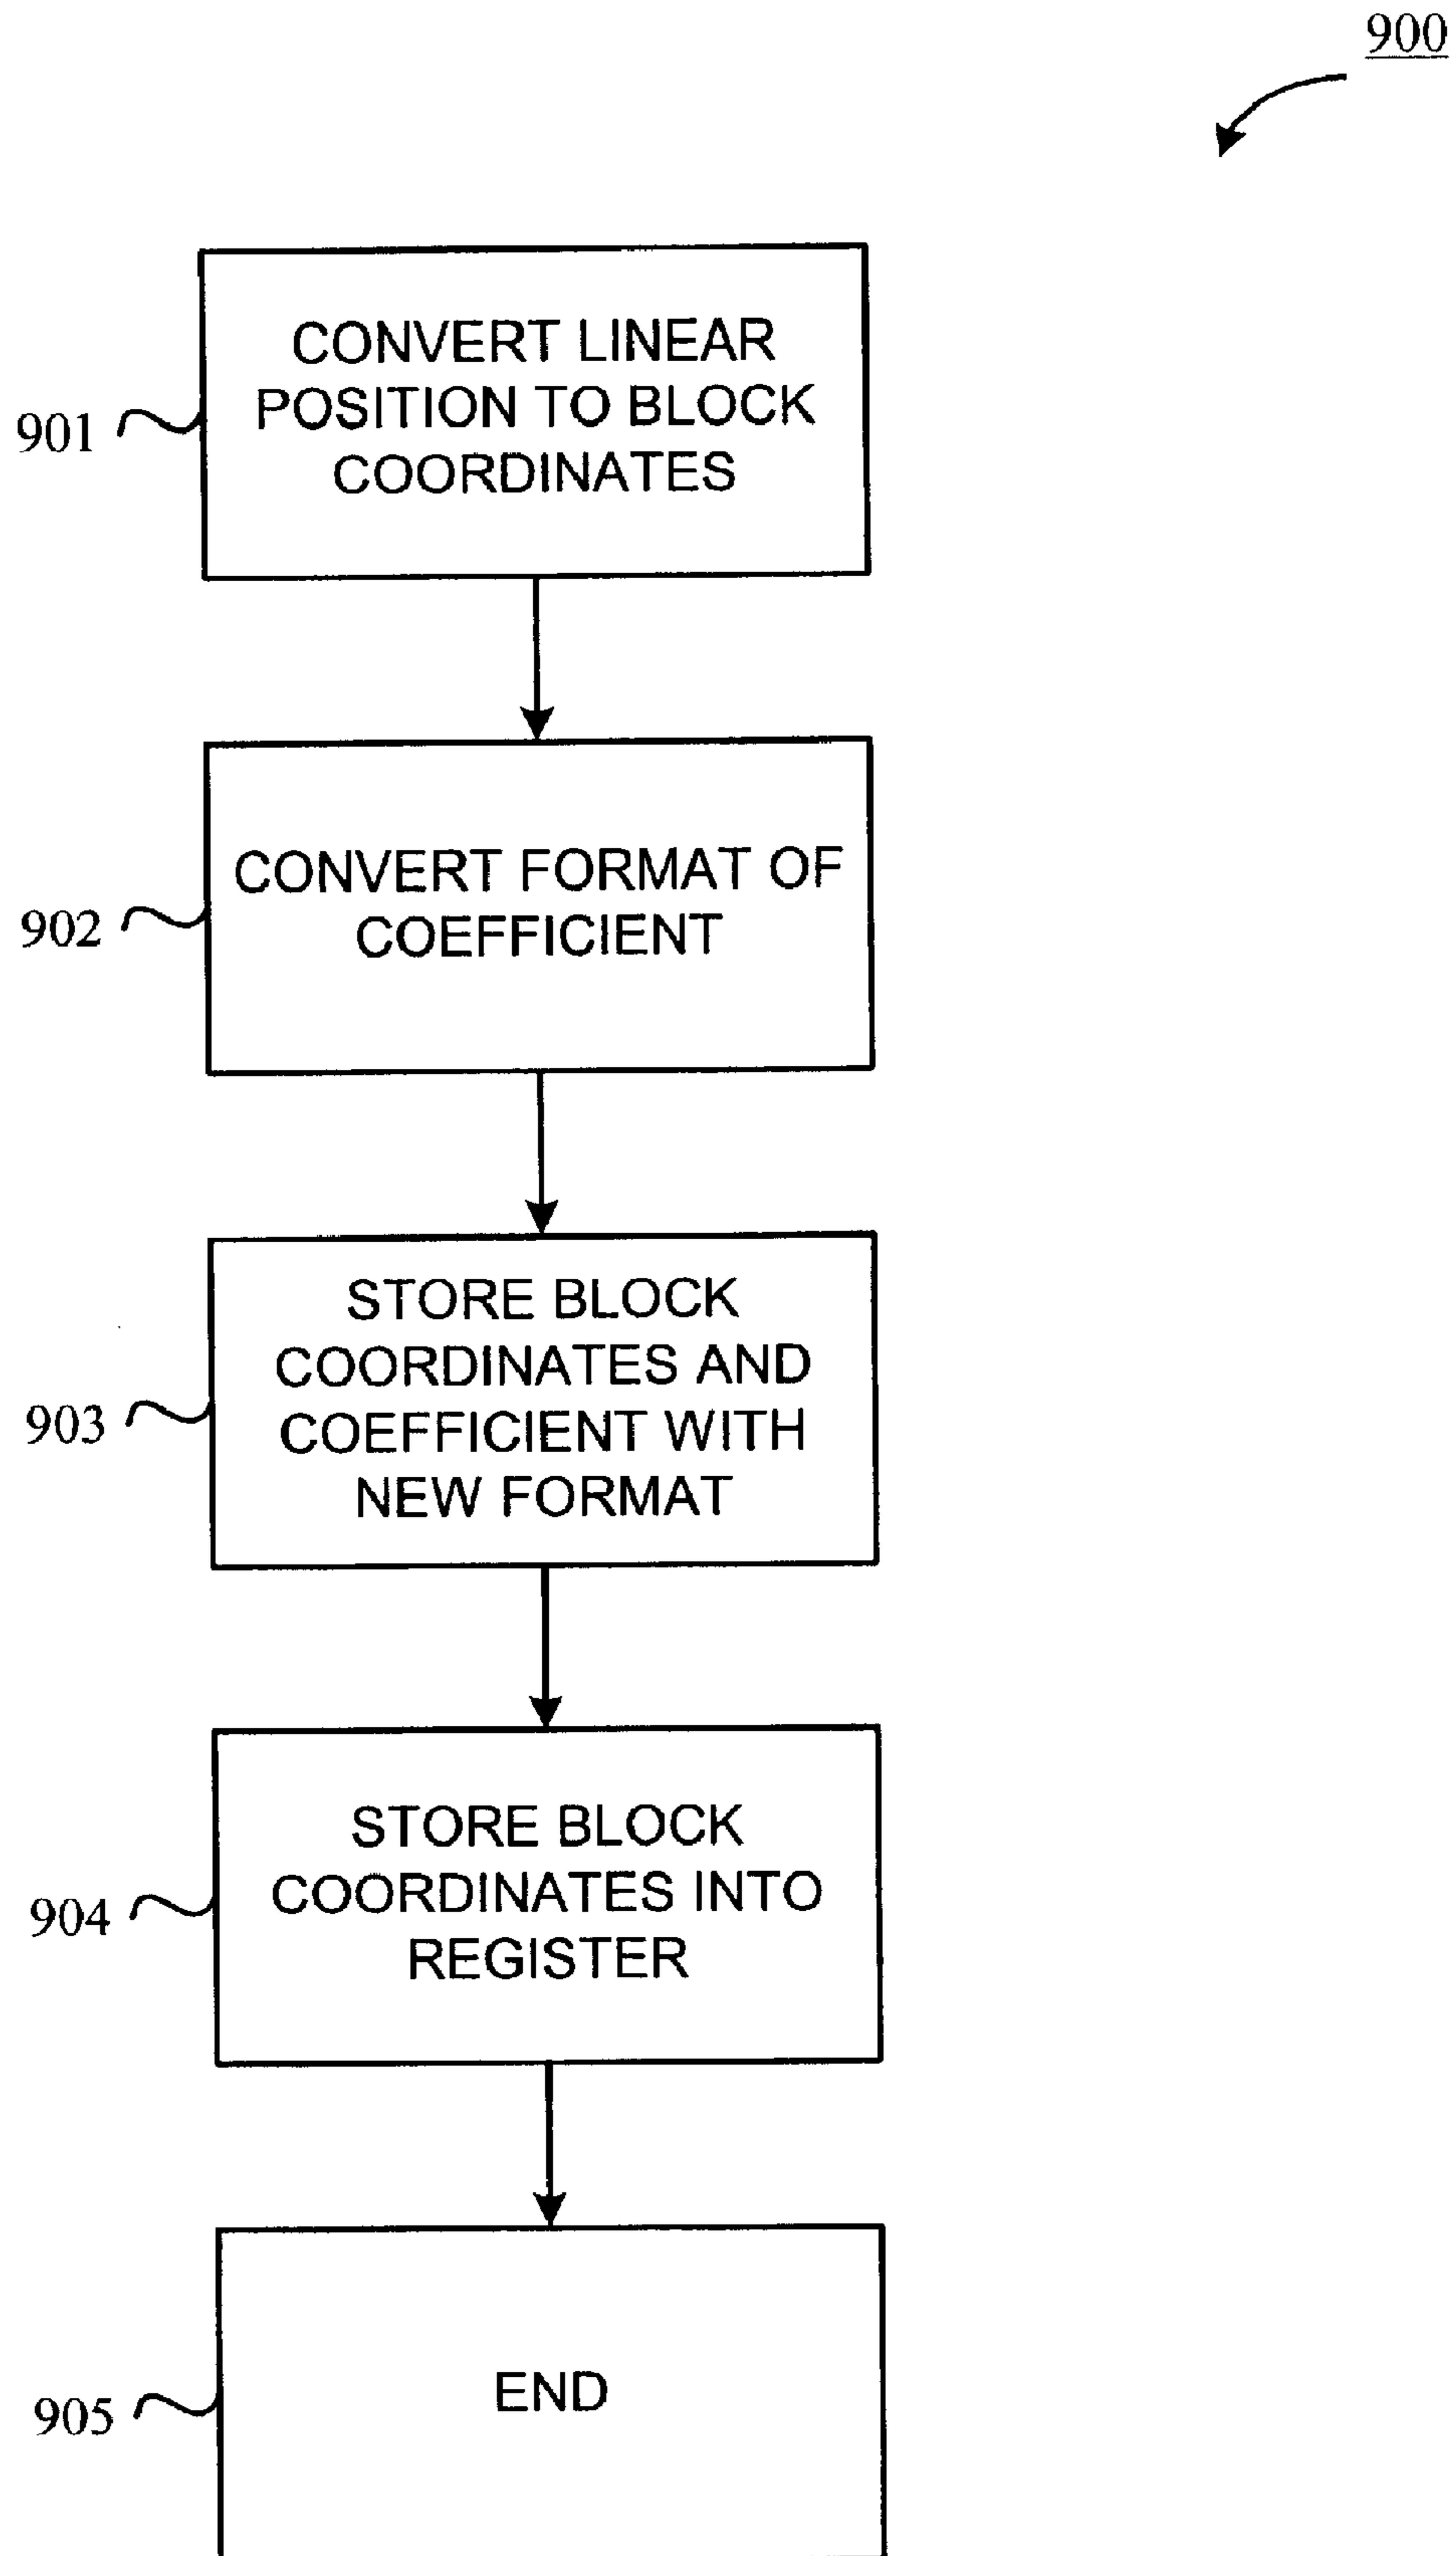 900
CONVERT LINEAR
POSITION TO BLOCK
COORDINATES
901
CONVERT FORMAT OF
COEFFICIENT
902
STORE BLOCK
COORDINATES AND
COEFFICIENT WITH
NEW FORMAT
903
STORE BLOCK
COORDINATES INTO
REGISTER
904
END
905